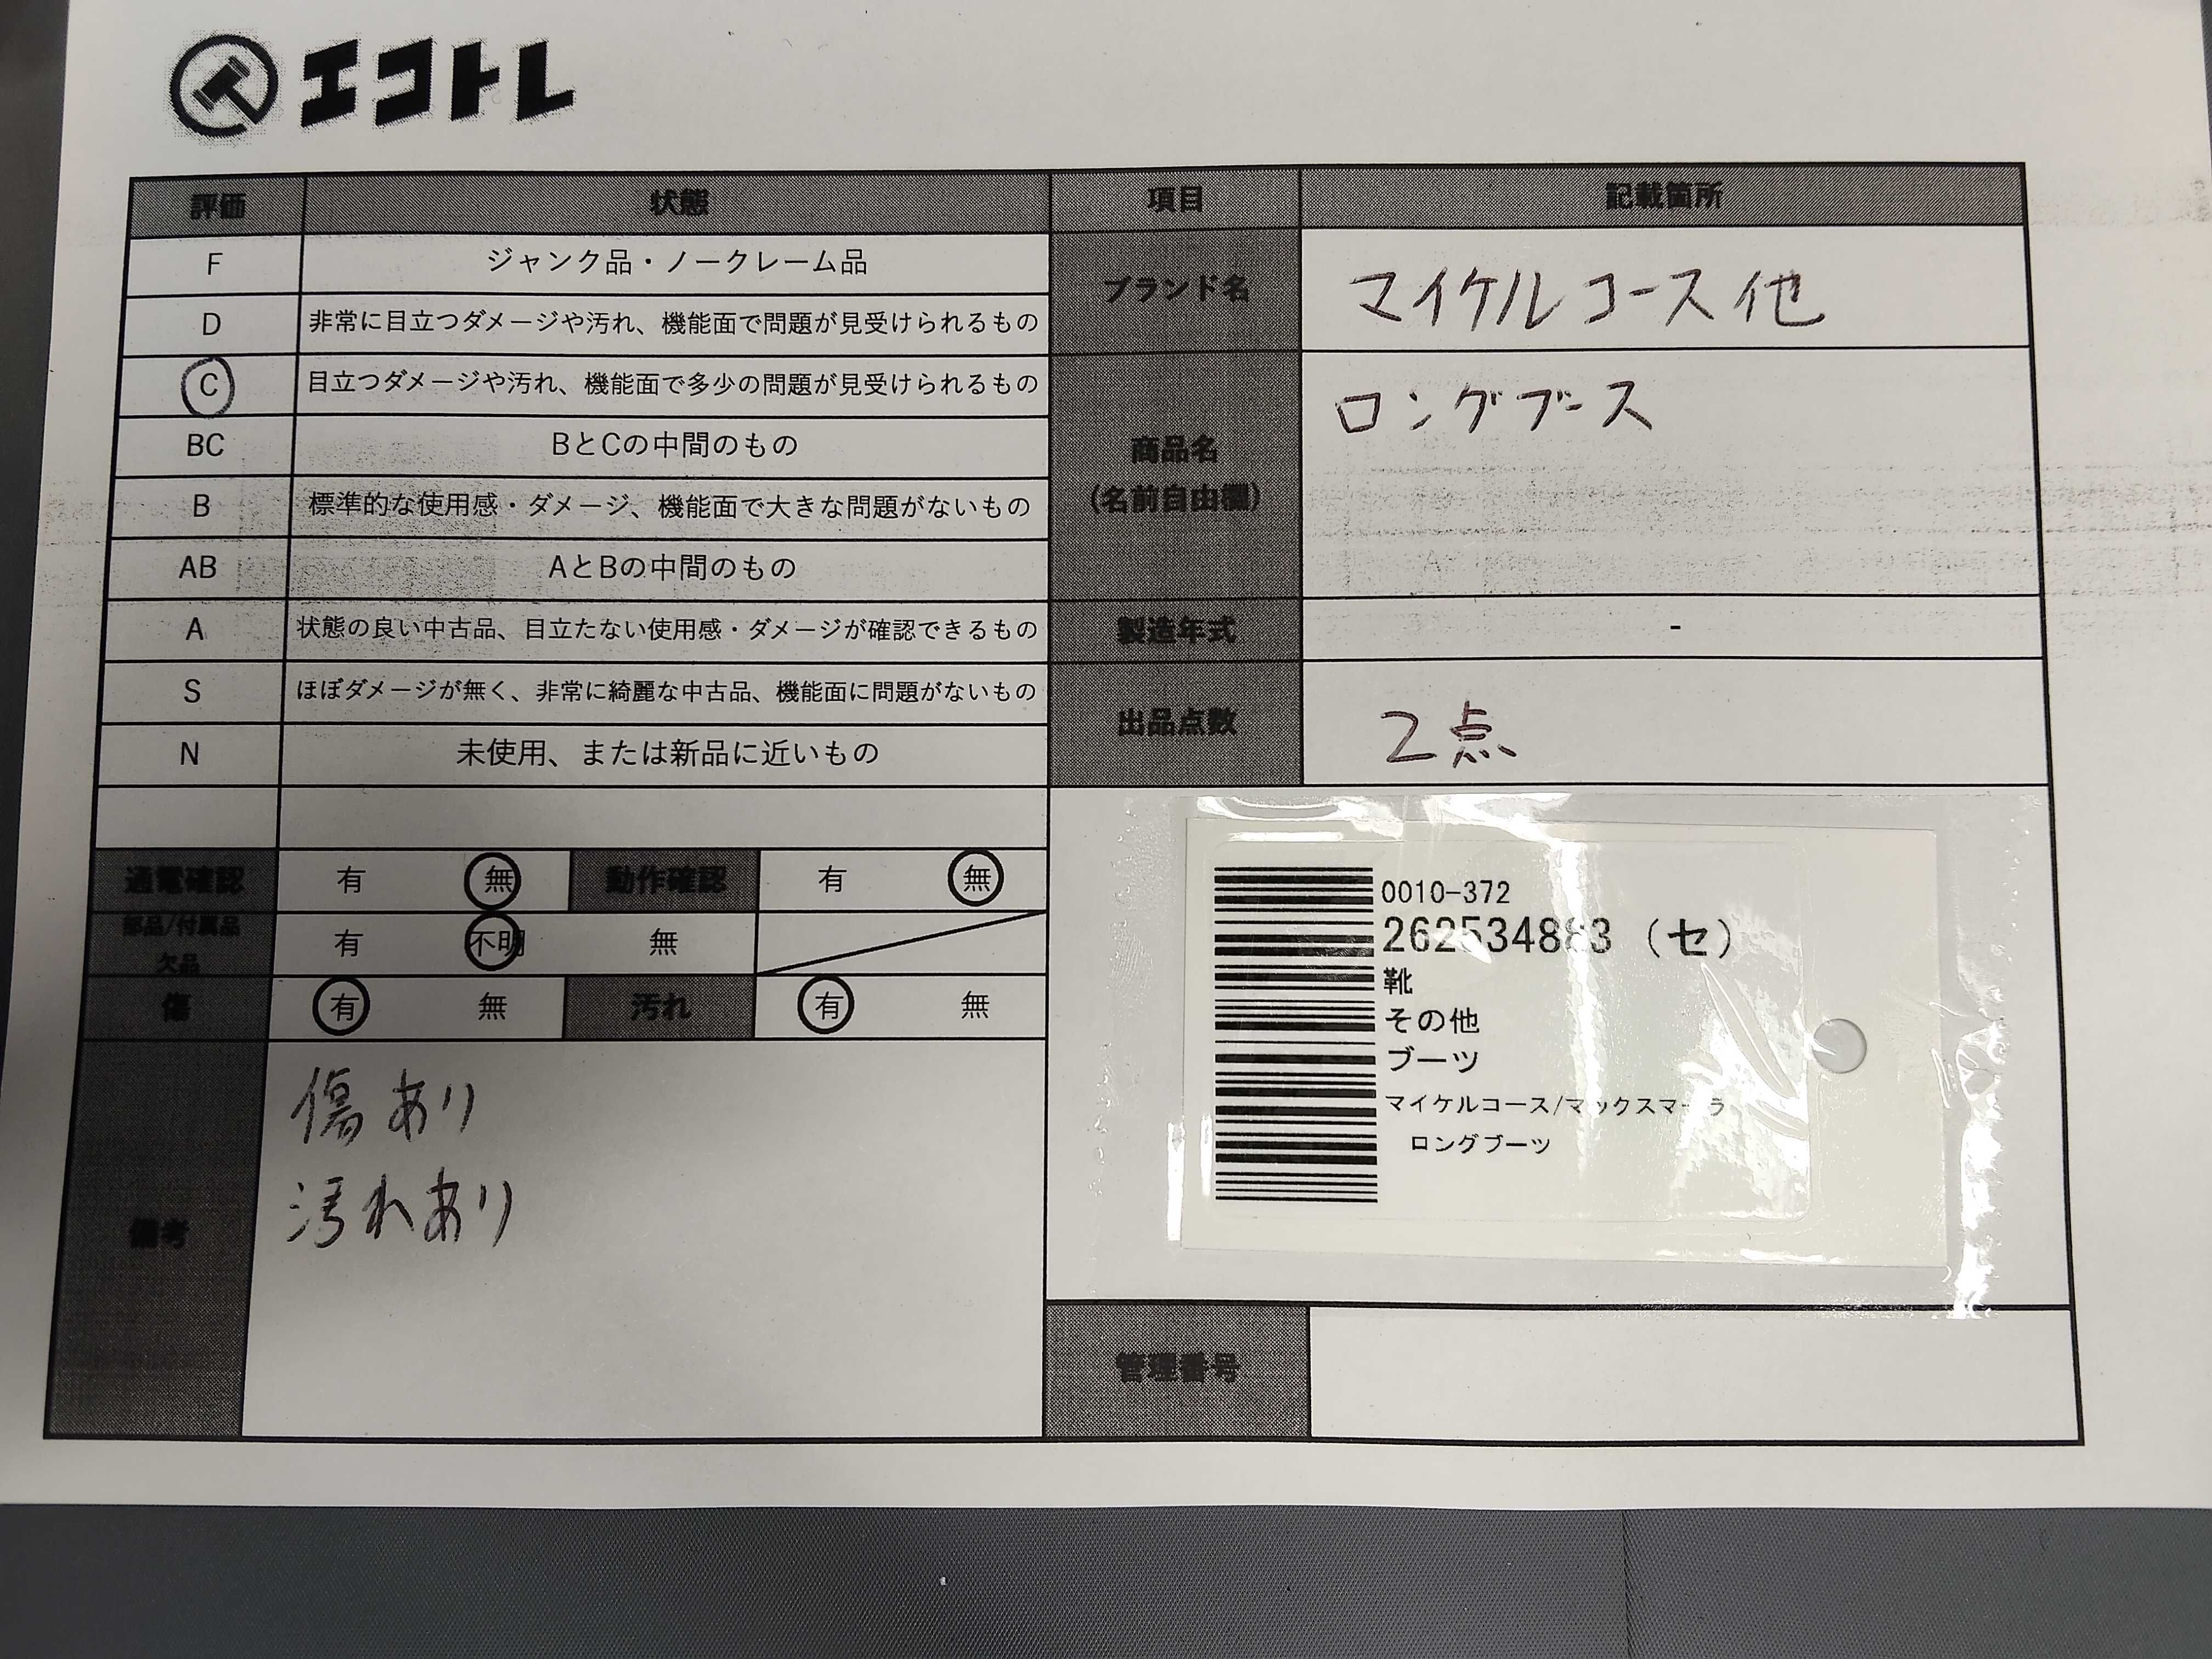 エコトレ
評価 状態
F ジャンク品・ノークレーム品
D 非常に目立つダメージや汚れ、機能面で問題が見受けられるもの
C 目立つダメージや汚れ、機能面で多少の問題が見受けられるもの
BC BとCの中間のもの
B 標準的な使用感・ダメージ、機能面で大きな問題がないもの
AB AとBの中間のもの
A 状態の良い中古品、目立たない使用感・ダメージが確認できるもの
S ほぼダメージが無く、非常に綺麗な中古品、機能面に問題がないもの
N 未使用、または新品に近いもの
通電確認 有 無 動作確認 有 無
部品/付属品
欠品 有 不明 無
傷 有 無 汚れ 有 無
備考
傷あり
汚れあり
項目 記載箇所
ブランド名 マイケルコース他
商品名
(名前自由欄)
ロングブース
製造年式 -
出品点数 2点
0010-372
(セ)
靴
その他
ブーツ
マイケルコース/マックスマーラ
ロングブーツ
管理番号